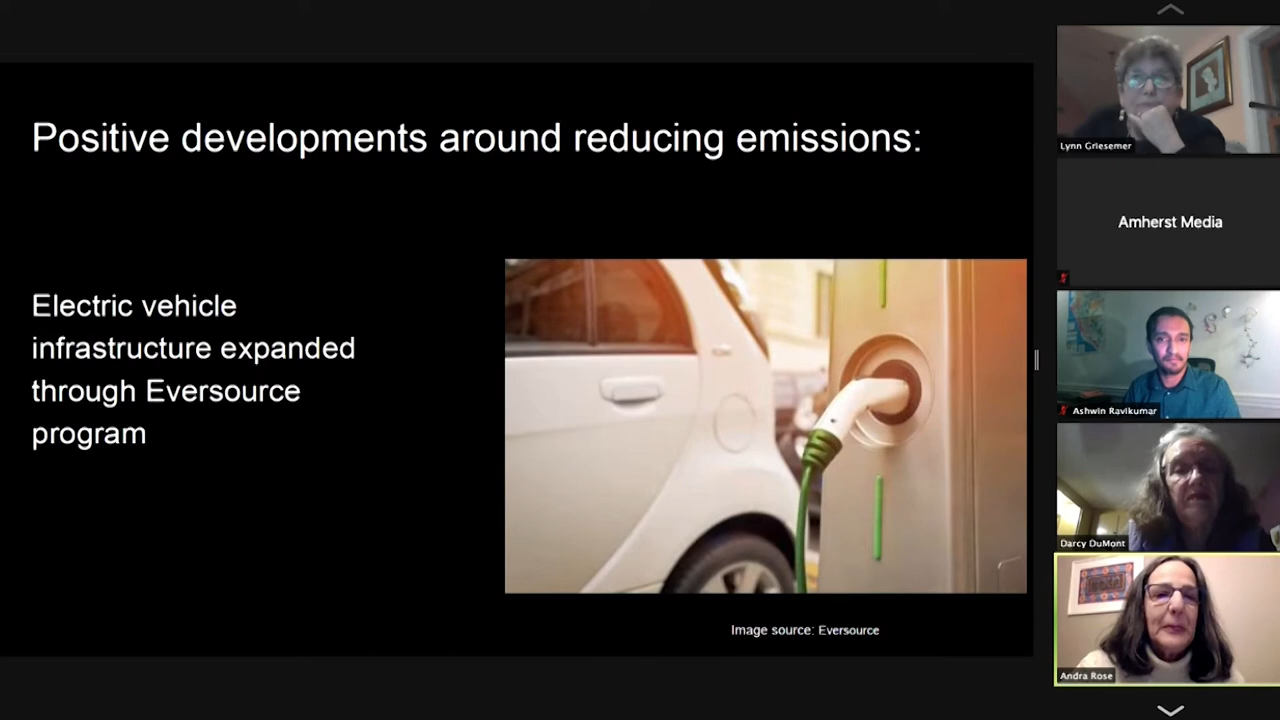 Positive developments around reducing emissions:
Electric vehicle
infrastructure expanded
through Eversource
program
Image source: Eversource
Lynn Griesemer
Amherst Media
Ashwin Ravikumar
Darcy DuMont
Andra Rose